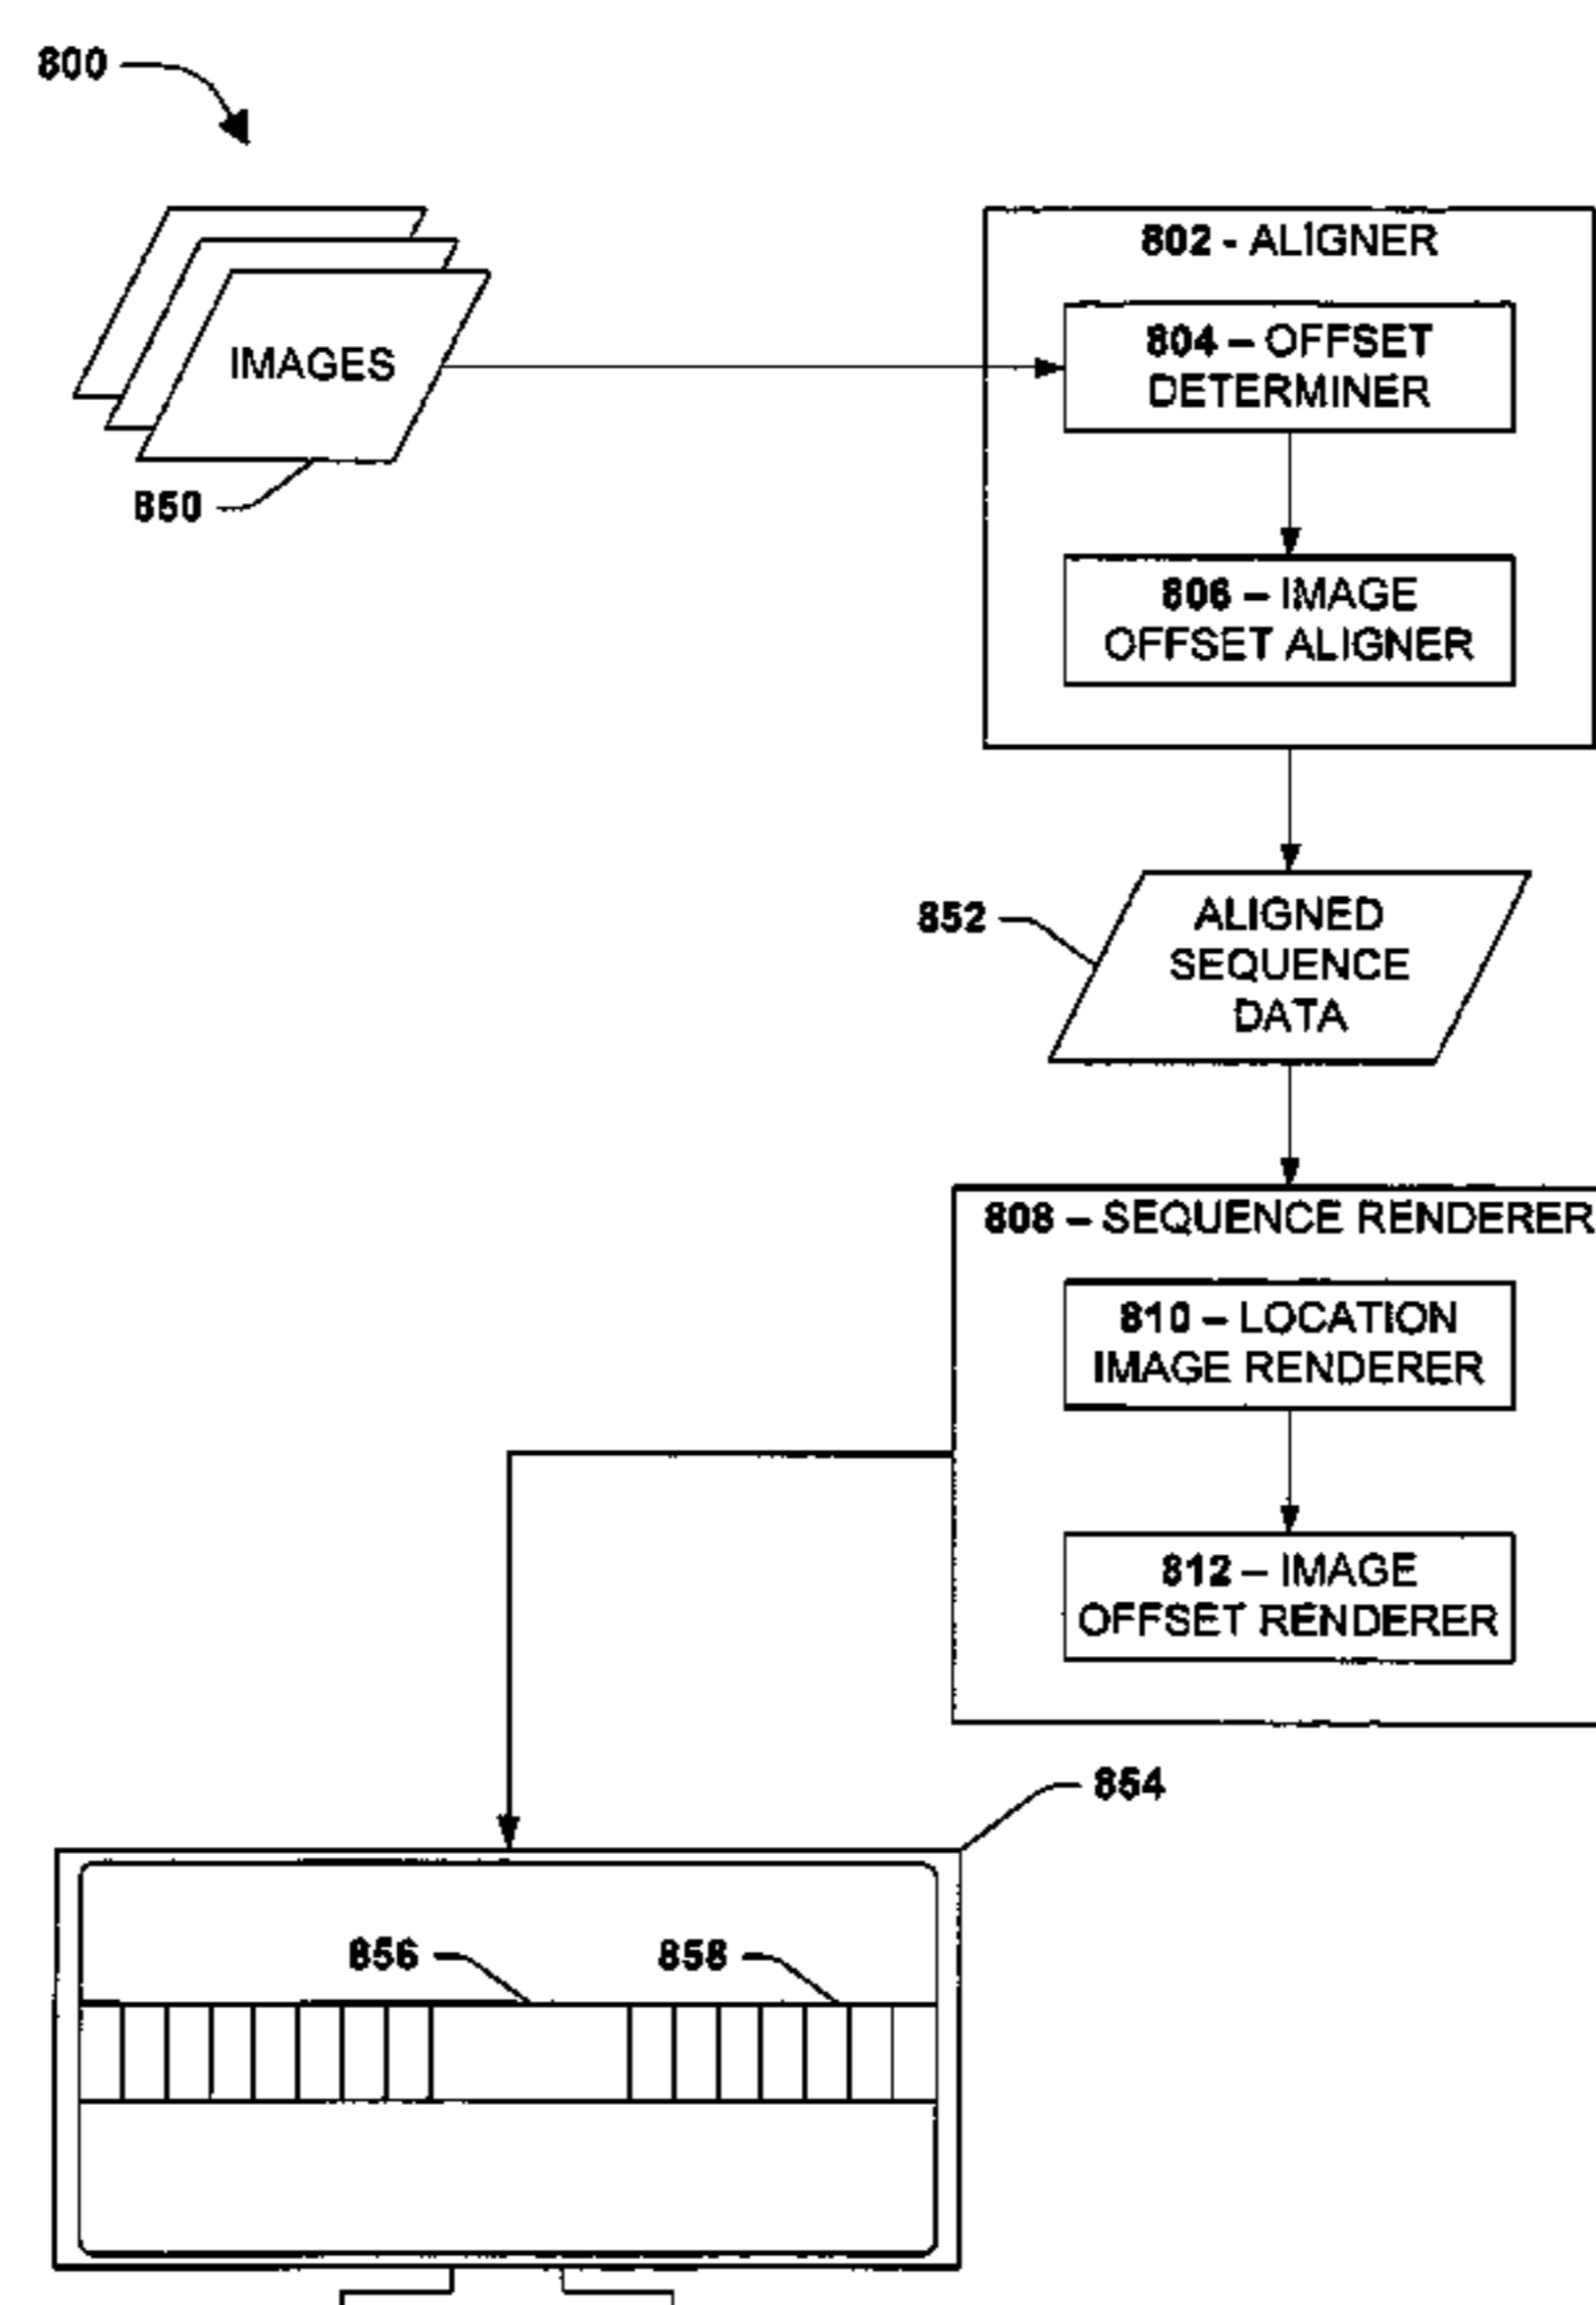 800
802 - ALIGNER
804 – OFFSET
DETERMINER
IMAGES
850
806 – IMAGE
OFFSET ALIGNER
852
ALIGNED
SEQUENCE
DATA
808 – SEQUENCE RENDERER
810 – LOCATION
IMAGE RENDERER
812 – IMAGE
OFFSET RENDERER
854
856
858